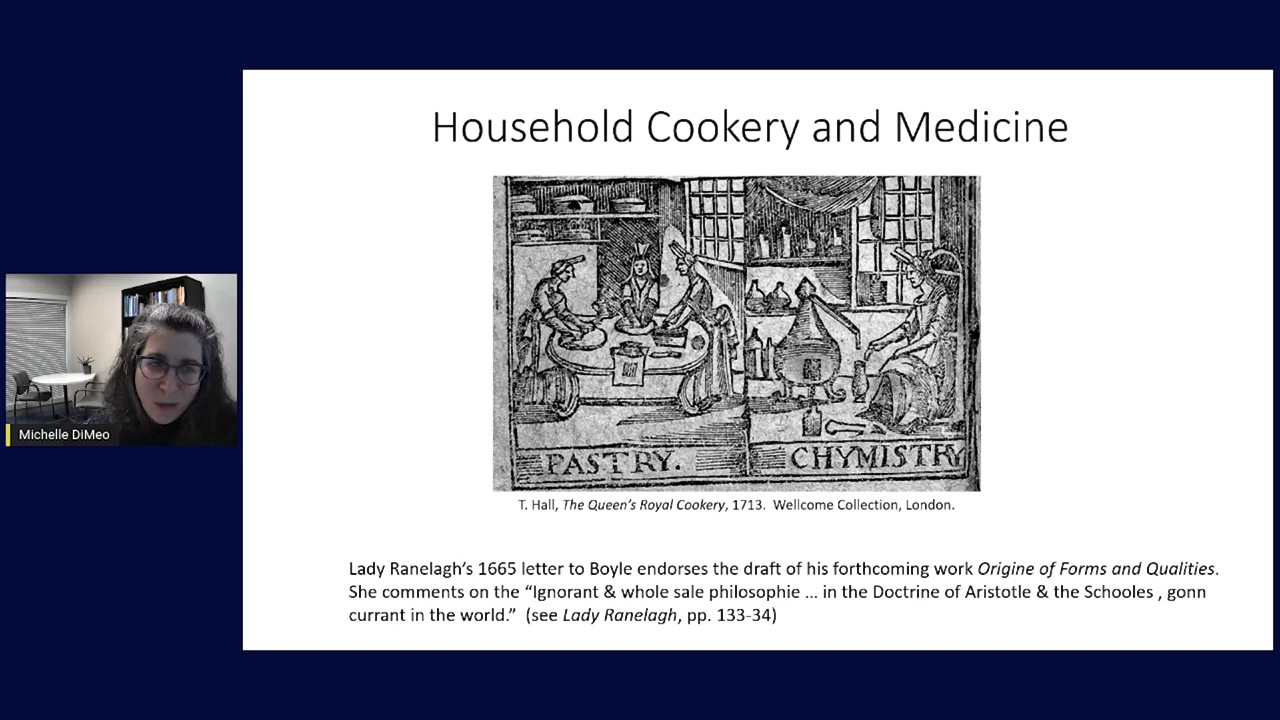 Household Cookery and Medicine
PASTRY.
CHYMISTRY
T. Hall, The Queen's Royal Cookery, 1713. Wellcome Collection, London.
Michelle DiMeo
Lady Ranelagh's 1665 letter to Boyle endorses the draft of his forthcoming work Origine of Forms and Qualities.
She comments on the “Ignorant & whole sale philosophie ... in the Doctrine of Aristotle & the Schooles , gonn
currant in the world.” (see Lady Ranelagh, pp. 133-34)